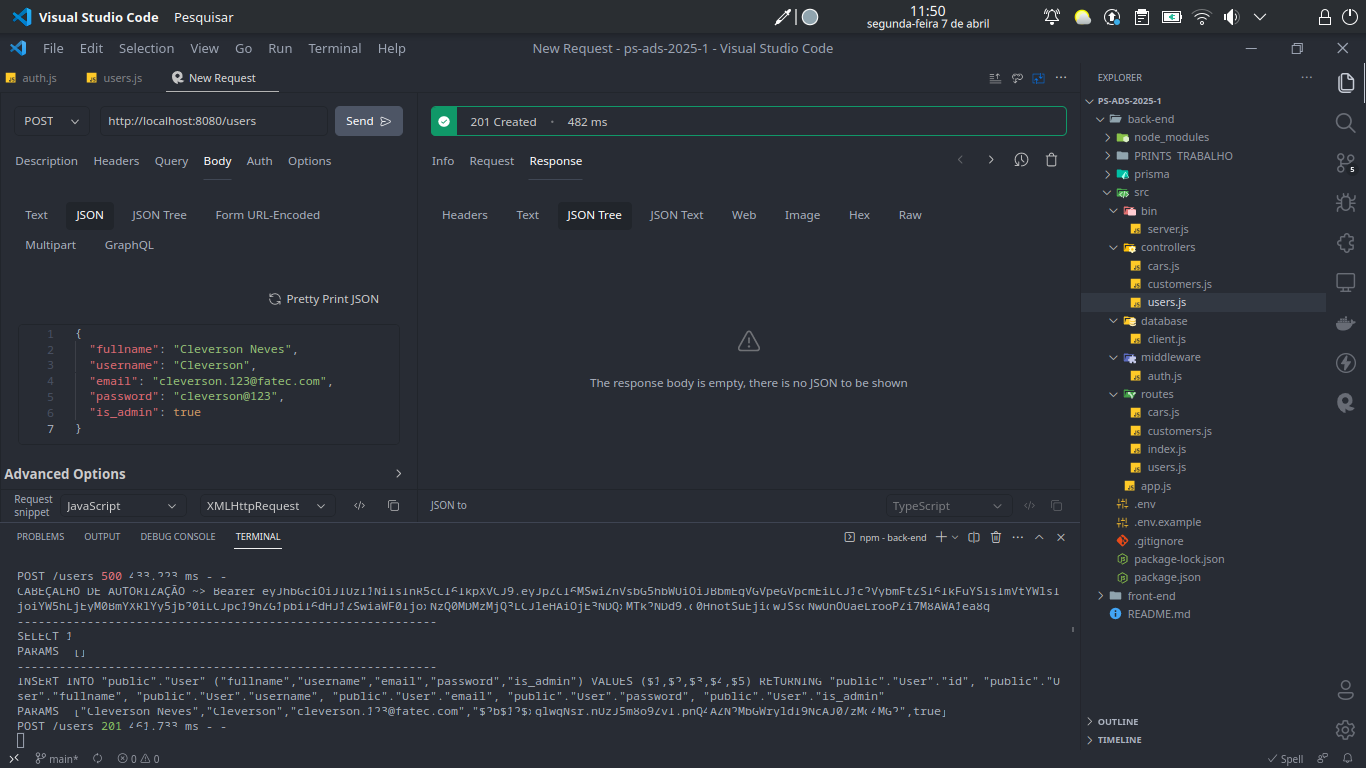 Visual Studio Code
Pesquisar
11:50
segunda-feira 7 de abril
File Edit Selection View Go Run Terminal Help
New Request - ps-ads-2025-1 - Visual Studio Code
auth.js
users.js
New Request
POST
http://localhost:8080/users
Send
Description Headers Query Body Auth Options
Text JSON JSON Tree Form URL-Encoded
Multipart GraphQL
Pretty Print JSON
1 {
2 "fullname": "Cleverson Neves",
3 "username": "Cleverson",
4 "email": "cleverson.123@fatec.com",
5 "password": "cleverson@123",
6 "is_admin": true
7 }
Advanced Options
Request snippet
JavaScript
XMLHttpRequest
201 Created · 482 ms
Info Request Response
Headers Text JSON Tree JSON Text Web Image Hex Raw
The response body is empty, there is no JSON to be shown
JSON to
TypeScript
PROBLEMS OUTPUT DEBUG CONSOLE TERMINAL
npm - back-end
POST /users 500 433.223 ms - -
CABEÇALHO DE AUTORIZAÇÃO ~> Bearer
----------------------------------------------------------------
SELECT 1
PARAMS []
----------------------------------------------------------------
INSERT INTO "public"."User" ("fullname","username","email","password","is_admin") VALUES ($1,$2,$3,$4,$5) RETURNING "public"."User"."id", "public"."U
ser"."fullname", "public"."User"."username", "public"."User"."email", "public"."User"."password", "public"."User"."is_admin"
PARAMS ["Cleverson Neves","Cleverson","cleverson.123@fatec.com",
,true]
POST /users 201 461.733 ms - -
EXPLORER
PS-ADS-2025-1
back-end
node_modules
PRINTS TRABALHO
prisma
src
bin
server.js
controllers
cars.js
customers.js
users.js
database
client.js
middleware
auth.js
routes
cars.js
customers.js
index.js
users.js
app.js
.env
.env.example
.gitignore
package-lock.json
package.json
front-end
README.md
OUTLINE
TIMELINE
5
main*
0
0
Spell